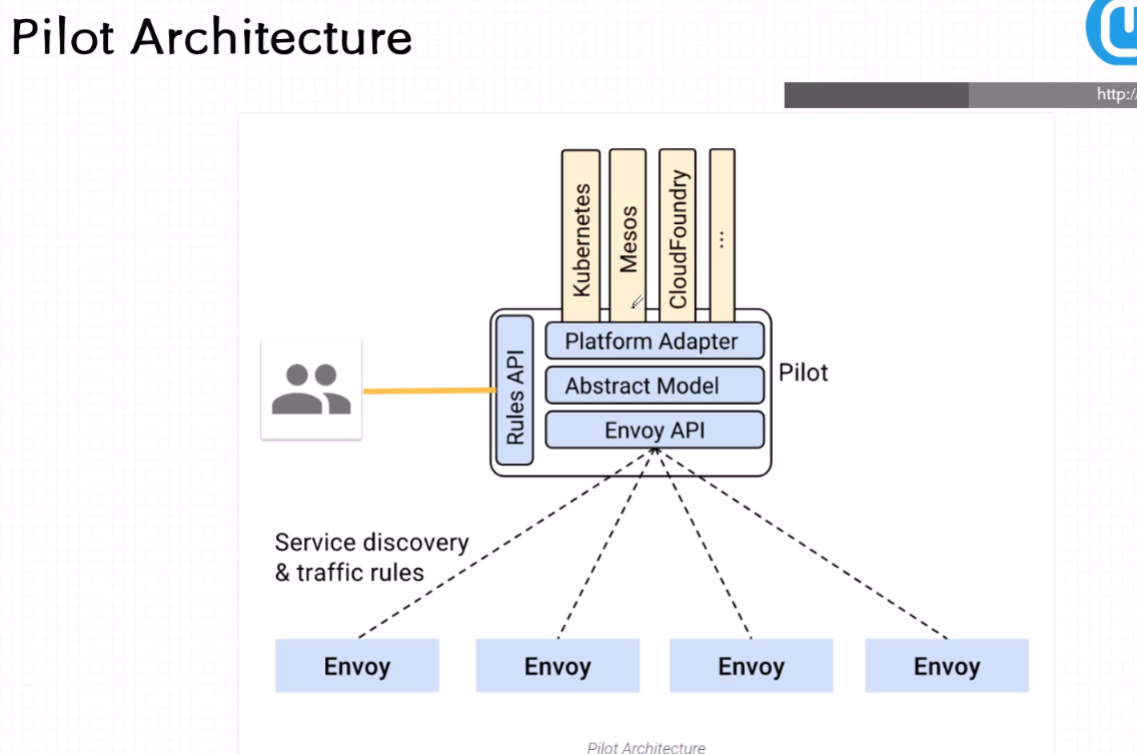 Pilot Architecture
http:/
Kubernetes
Mesos
CloudFoundry
...
Rules API
Platform Adapter
Abstract Model
Envoy API
Pilot
Service discovery
& traffic rules
Envoy
Envoy
Envoy
Envoy
Pilot Architecture